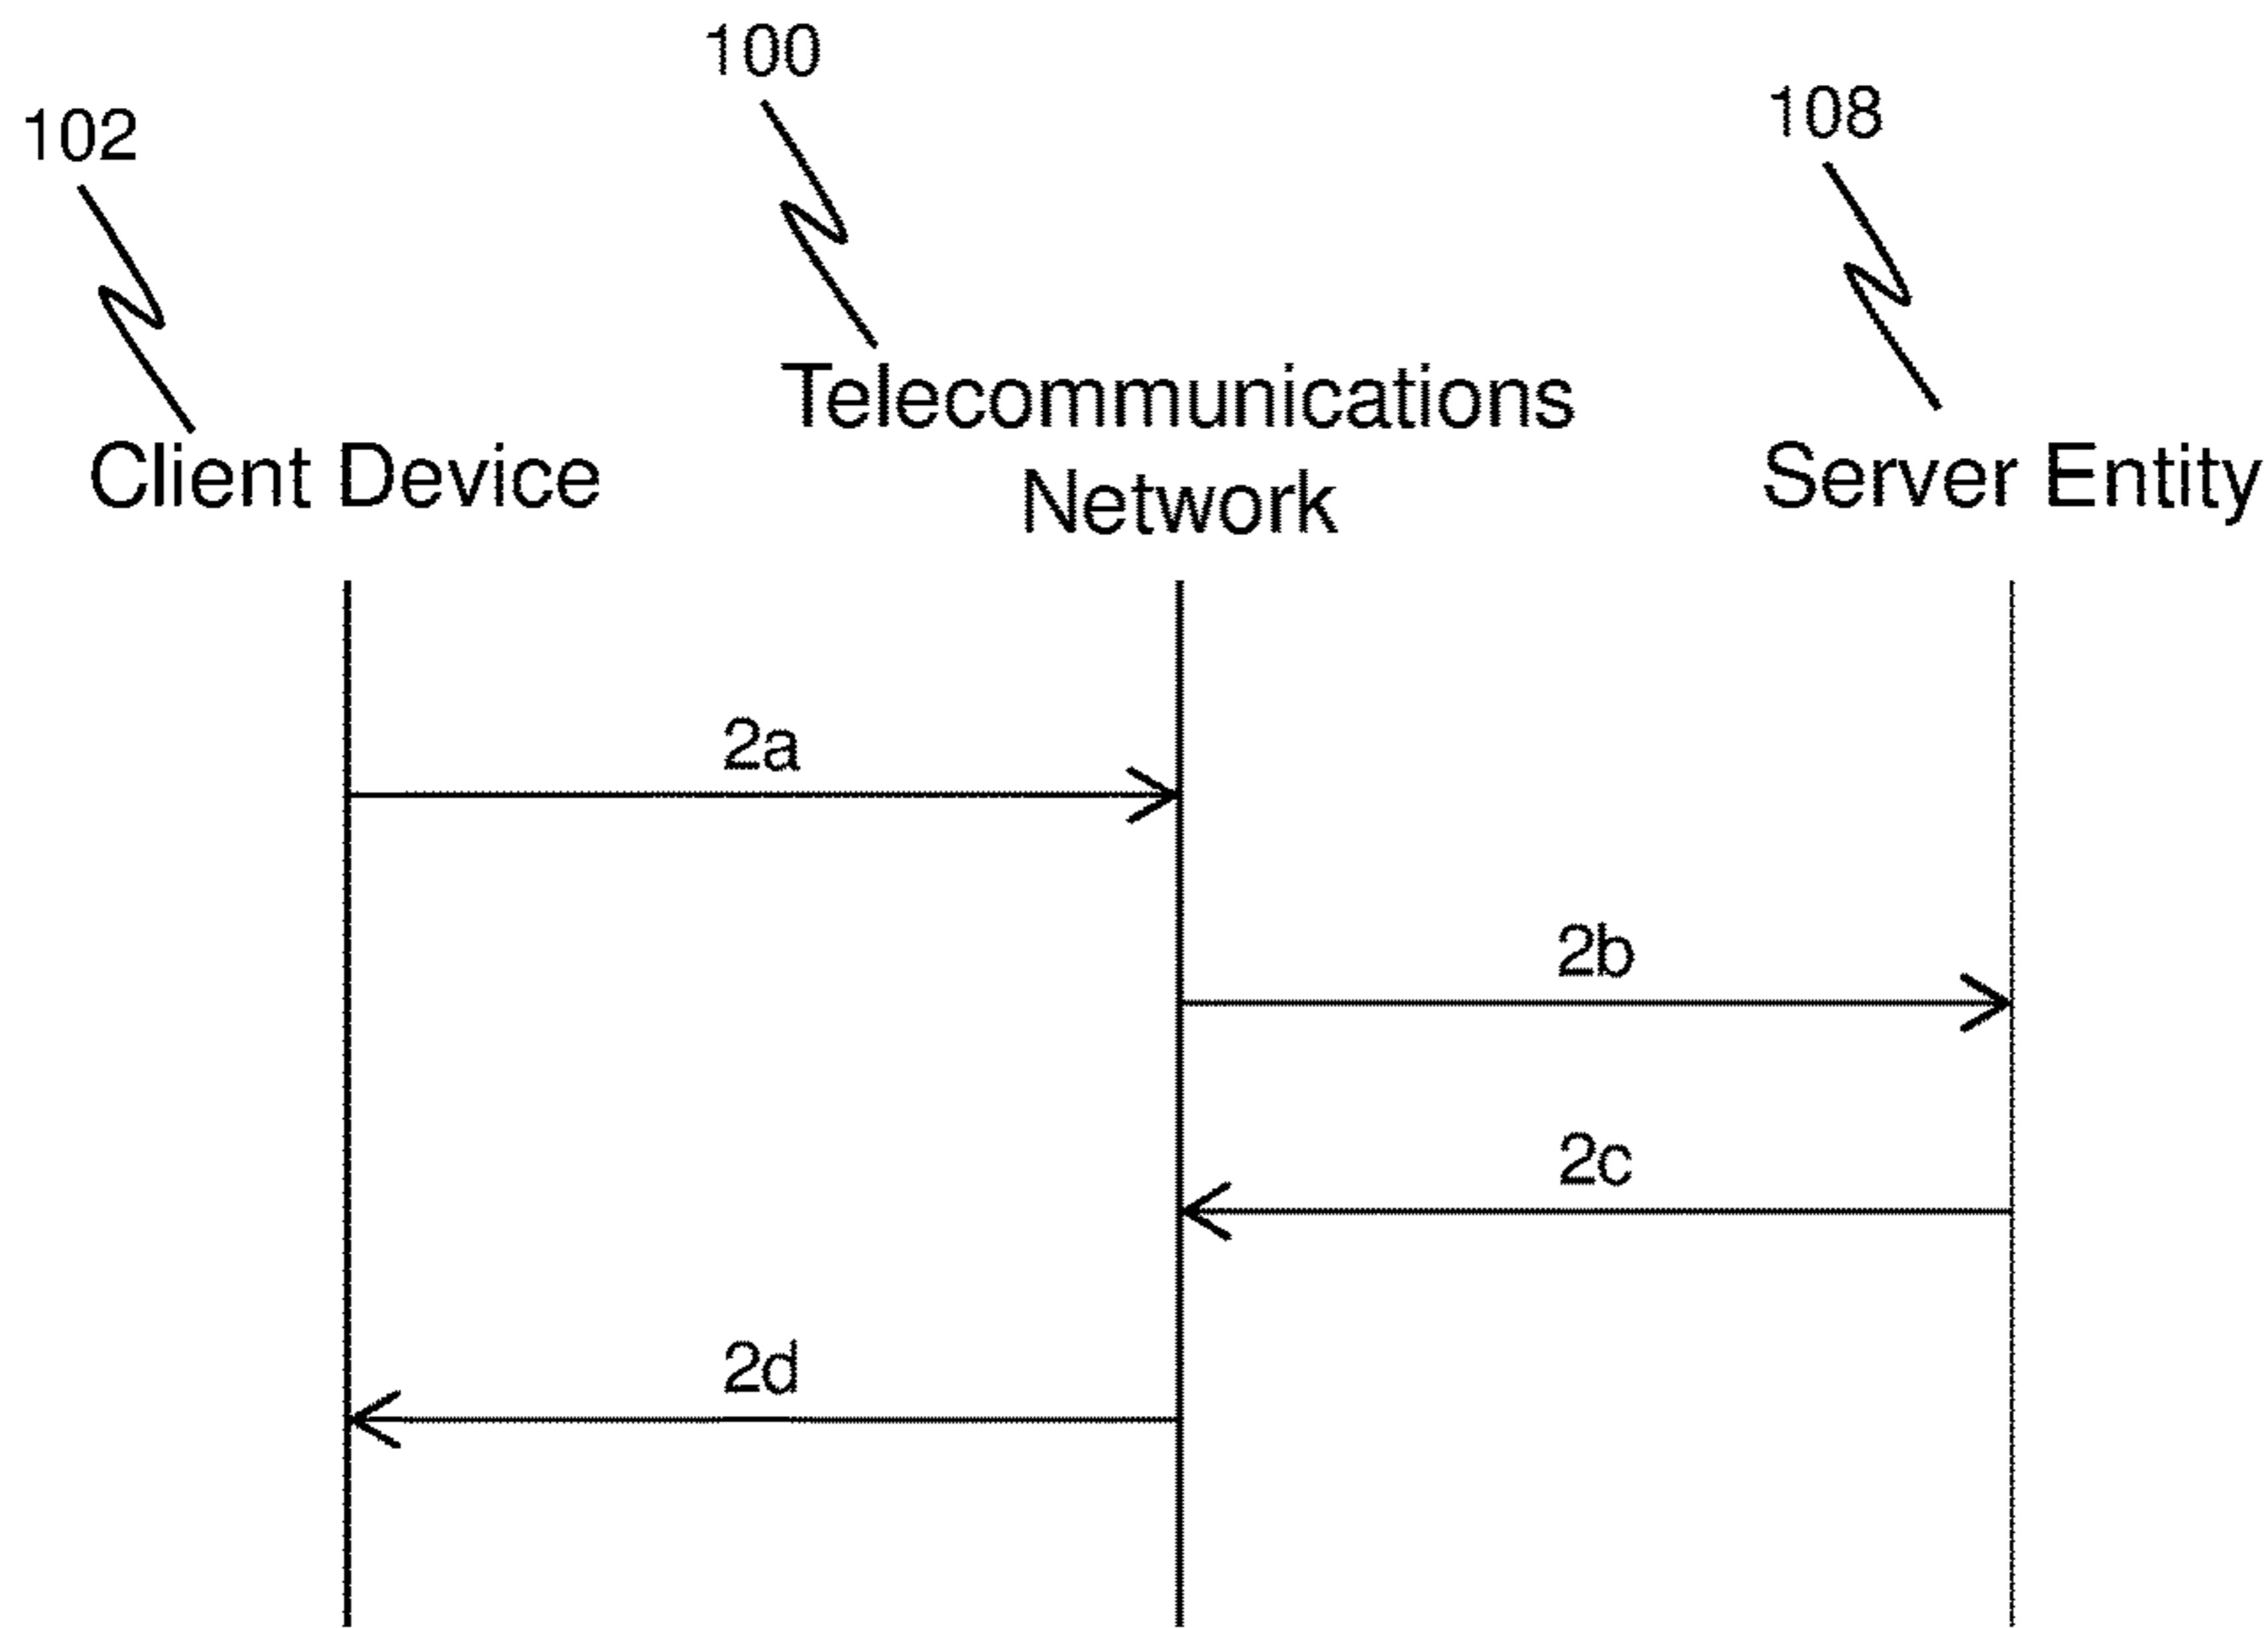 100
102
108
Telecommunications
Network
Client Device
Server Entity
2a
2b
2c
2d